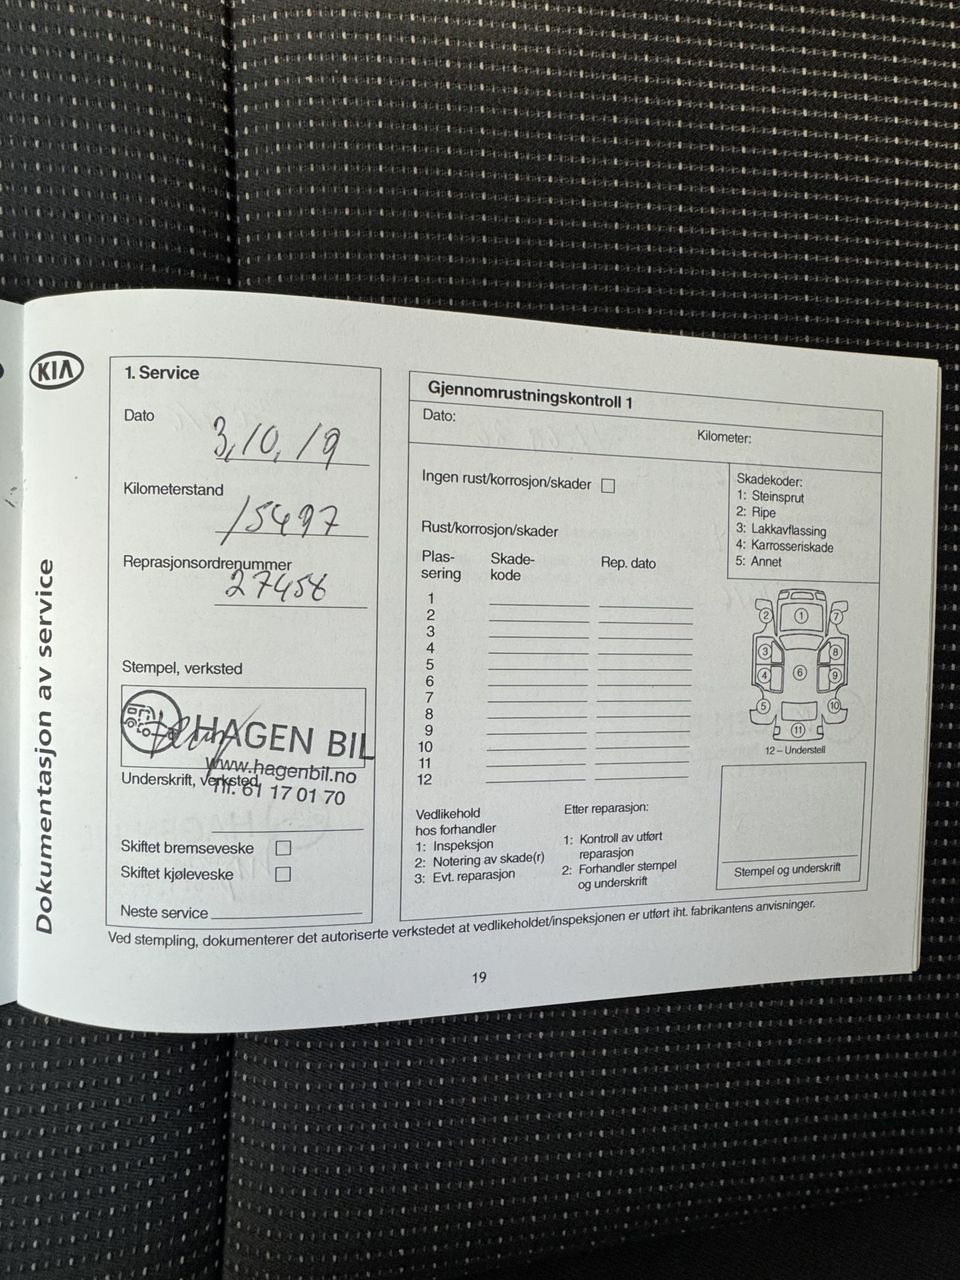 KIA
Dokumentasjon av service
1. Service
Dato
3,10,19
Kilometerstand
15497
Reprasjonsordrenummer
27458
Stempel, verksted
HAGEN BIL
www.hagenbil.no
Tlf. 61 17 01 70
Underskrift, verksted
Skiftet bremseveske
Skiftet kjøleveske
Neste service
Gjennomrustningskontroll 1
Dato:
Kilometer:
Ingen rust/korrosjon/skader
Rust/korrosjon/skader
Plas-
sering
Skade-
kode
Rep. dato
1
2
3
4
5
6
7
8
9
10
11
12
Skadekoder:
1: Steinsprut
2: Ripe
3: Lakkavflassing
4: Karrosseriskade
5: Annet
2 1 7
3 8
4 6 9
5 10
11
12 – Understell
Vedlikehold
hos forhandler
1: Inspeksjon
2: Notering av skade(r)
3: Evt. reparasjon
Etter reparasjon:
1: Kontroll av utført
reparasjon
2: Forhandler stempel
og underskrift
Stempel og underskrift
Ved stempling, dokumenterer det autoriserte verkstedet at vedlikeholdet/inspeksjonen er utført iht. fabrikantens anvisninger.
19